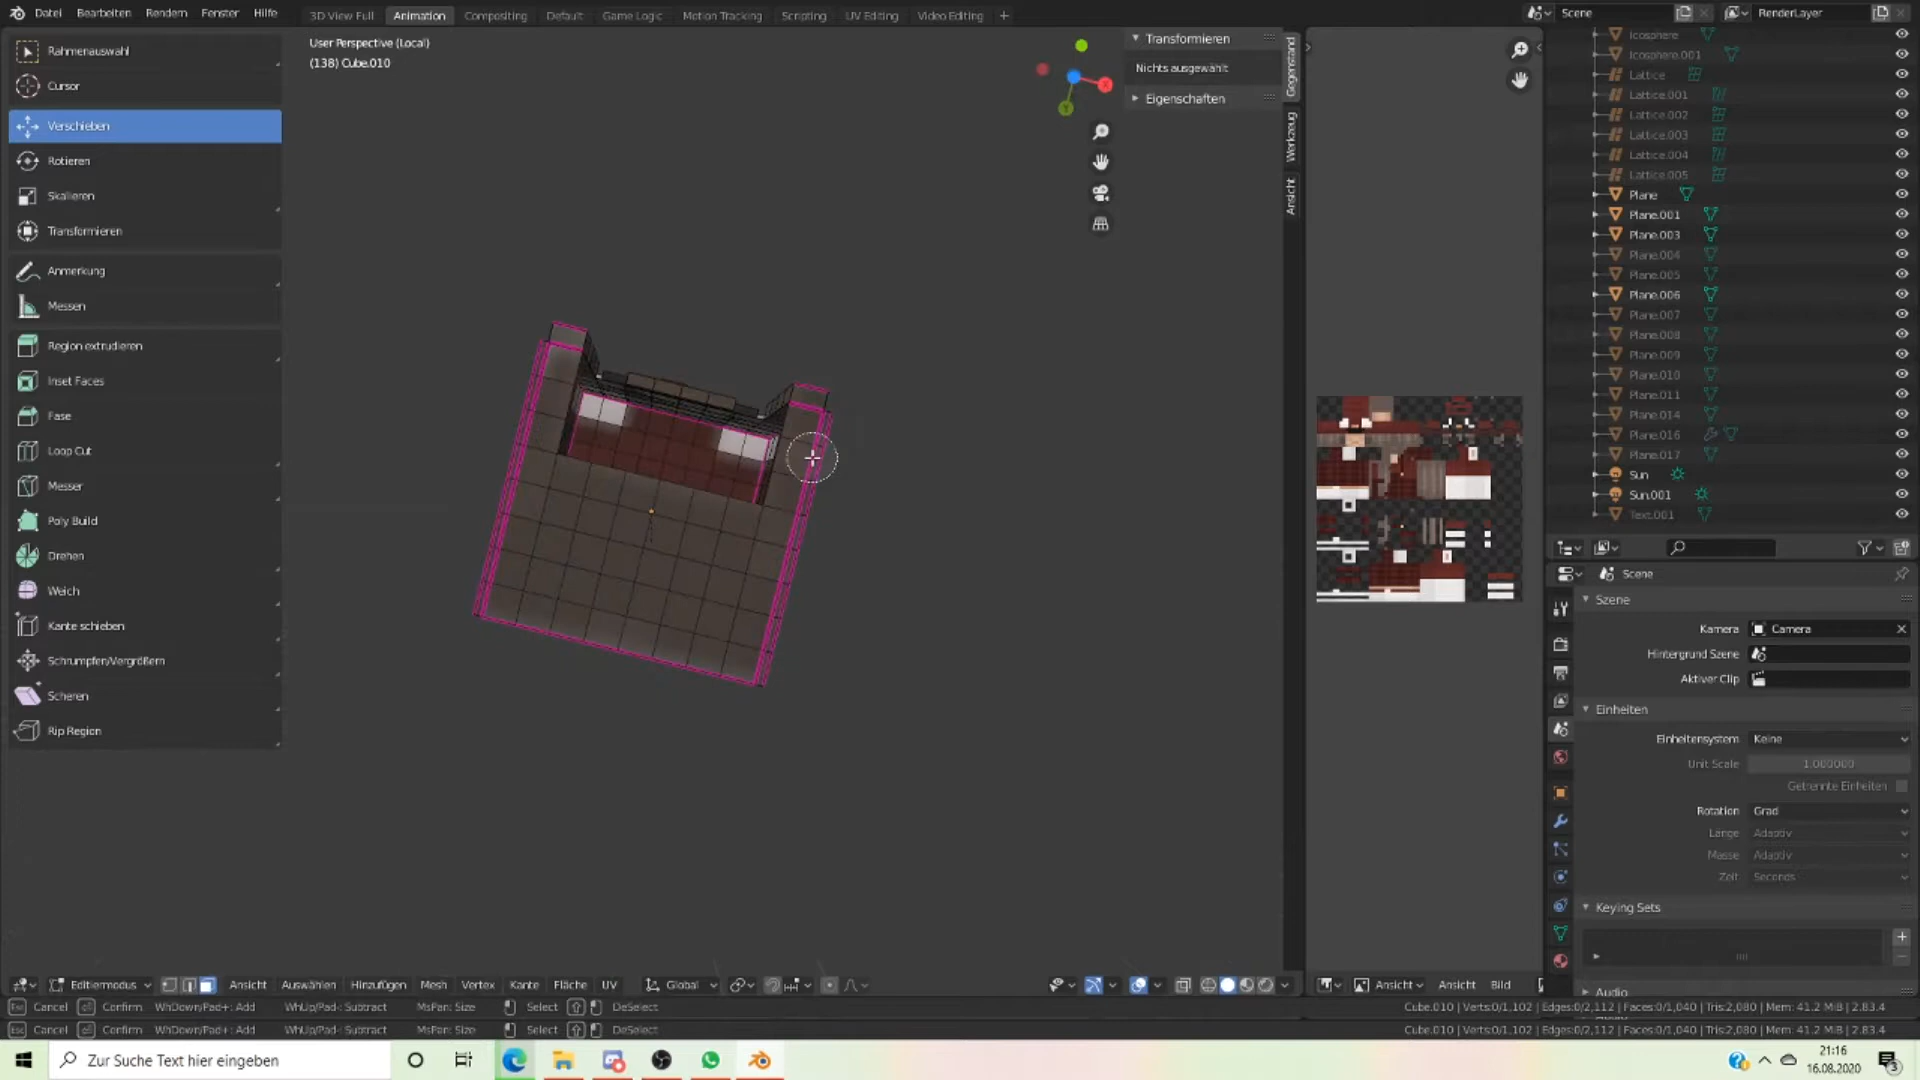 Datei Bearbeiten Rendern Fenster Hilfe 3D View Full Animation Compositing Default Game Logic Motion Tracking Scripting UV Editing Video Editing + Scene RenderLayer
User Perspective (Local)
(138) Cube.010
Rahmenauswahl
Cursor
Verschieben
Rotieren
Skalieren
Transformieren
Anmerkung
Messen
Region extrudieren
Inset Faces
Fase
Loop Cut
Messer
Poly Build
Drehen
Weich
Kante schieben
Schrumpfen/Vergrößern
Scheren
Rip Region
Transformieren
Nichts ausgewählt
Eigenschaften
Gegenstand
Werkzeug
Ansicht
X
Y
Icosphere
Icosphere.001
Lattice
Lattice.001
Lattice.002
Lattice.003
Lattice.004
Lattice.005
Plane
Plane.001
Plane.003
Plane.004
Plane.005
Plane.006
Plane.007
Plane.008
Plane.009
Plane.010
Plane.011
Plane.014
Plane.016
Plane.017
Sun
Sun.001
Text.001
Scene
Szene
Kamera Camera
Hintergrund Szene
Aktiver Clip
Einheiten
Einheitensystem Keine
Unit Scale 1.000000
Getrennte Einheiten
Rotation Grad
Länge Adaptiv
Masse Adaptiv
Zeit Seconds
Keying Sets
Audio
Editiermodus Ansicht Auswählen Hinzufügen Mesh Vertex Kante Fläche UV Global Ansicht Ansicht Bild
Cancel Confirm WhDown/Pad+: Add WhUp/Pad-: Subtract MsPan: Size Select DeSelect Cube.010 | Verts:0/1,102 | Edges:0/2,112 | Faces:0/1,040 | Tris:2,080 | Mem: 41.2 MiB | 2.83.4
Esc Cancel Confirm WhDown/Pad+: Add WhUp/Pad-: Subtract MsPan: Size Select DeSelect Cube.010 | Verts:0/1,102 | Edges:0/2,112 | Faces:0/1,040 | Tris:2,080 | Mem: 41.2 MiB | 2.83.4
Zur Suche Text hier eingeben
21:16
16.08.2020
3